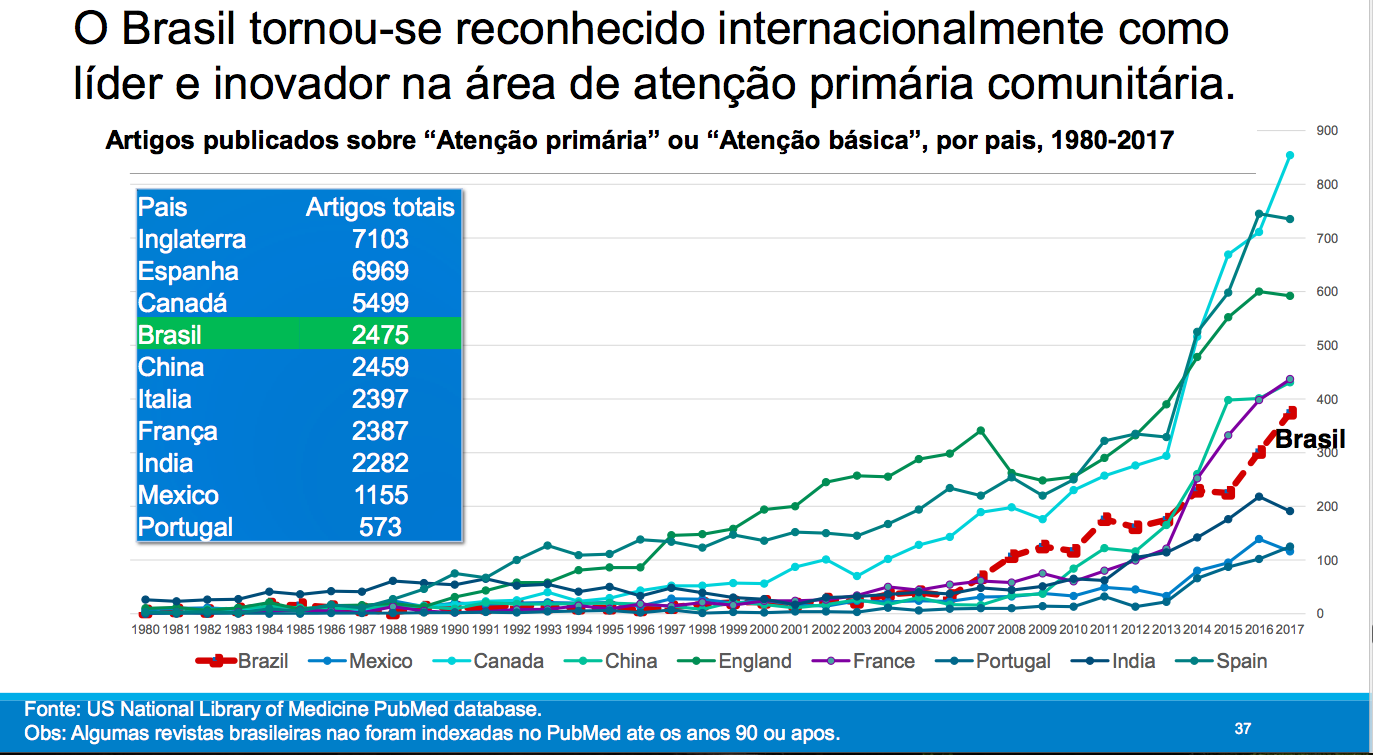 O Brasil tornou-se reconhecido internacionalmente como
líder e inovador na área de atenção primária comunitária.
Artigos publicados sobre “Atenção primária” ou “Atenção básica”, por pais, 1980-2017
Pais Artigos totais
Inglaterra 7103
Espanha 6969
Canadá 5499
Brasil 2475
China 2459
Italia 2397
França 2387
India 2282
Mexico 1155
Portugal 573
900
800
700
600
500
400
Brasil
300
200
100
0
1980 1981 1982 1983 1984 1985 1986 1987 1988 1989 1990 1991 1992 1993 1994 1995 1996 1997 1998 1999 2000 2001 2002 2003 2004 2005 2006 2007 2008 2009 2010 2011 2012 2013 2014 2015 2016 2017
Brazil Mexico Canada China England France Portugal India Spain
Fonte: US National Library of Medicine PubMed database.
Obs: Algumas revistas brasileiras nao foram indexadas no PubMed ate os anos 90 ou apos.
37